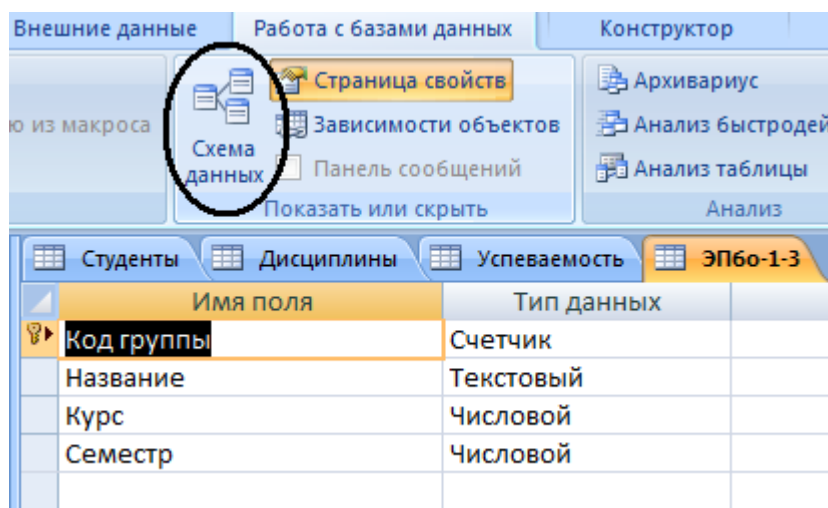 Внешние данные Работа с базами данных Конструктор
Страница свойств Архивариус
ю из макроса Зависимости объектов Анализ быстродей
Схема данных Панель сообщений Анализ таблицы
Показать или скрыть Анализ
Студенты Дисциплины Успеваемость ЭПбо-1-3
Имя поля Тип данных
Код группы Счетчик
Название Текстовый
Курс Числовой
Семестр Числовой